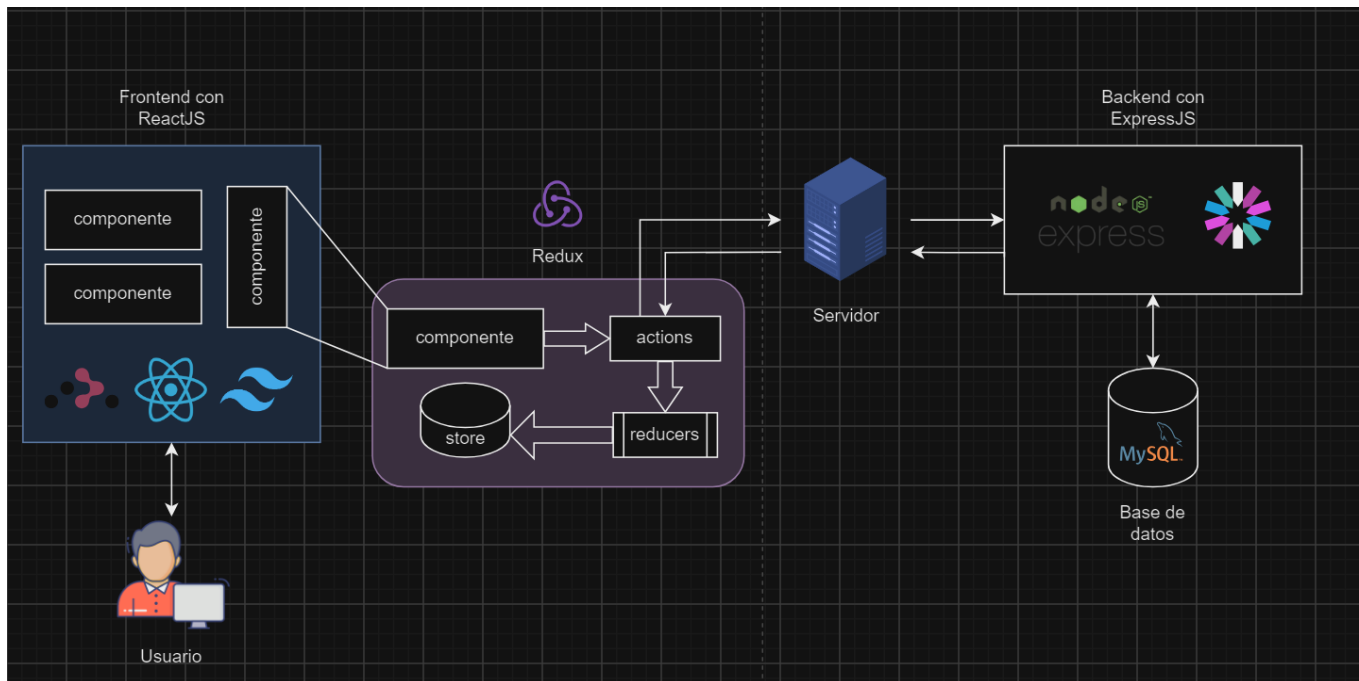 Frontend con
ReactJS
componente
componente
componente
Usuario
Redux
componente
actions
store
reducers
Servidor
Backend con
ExpressJS
node JS
express
MySQL
Base de
datos